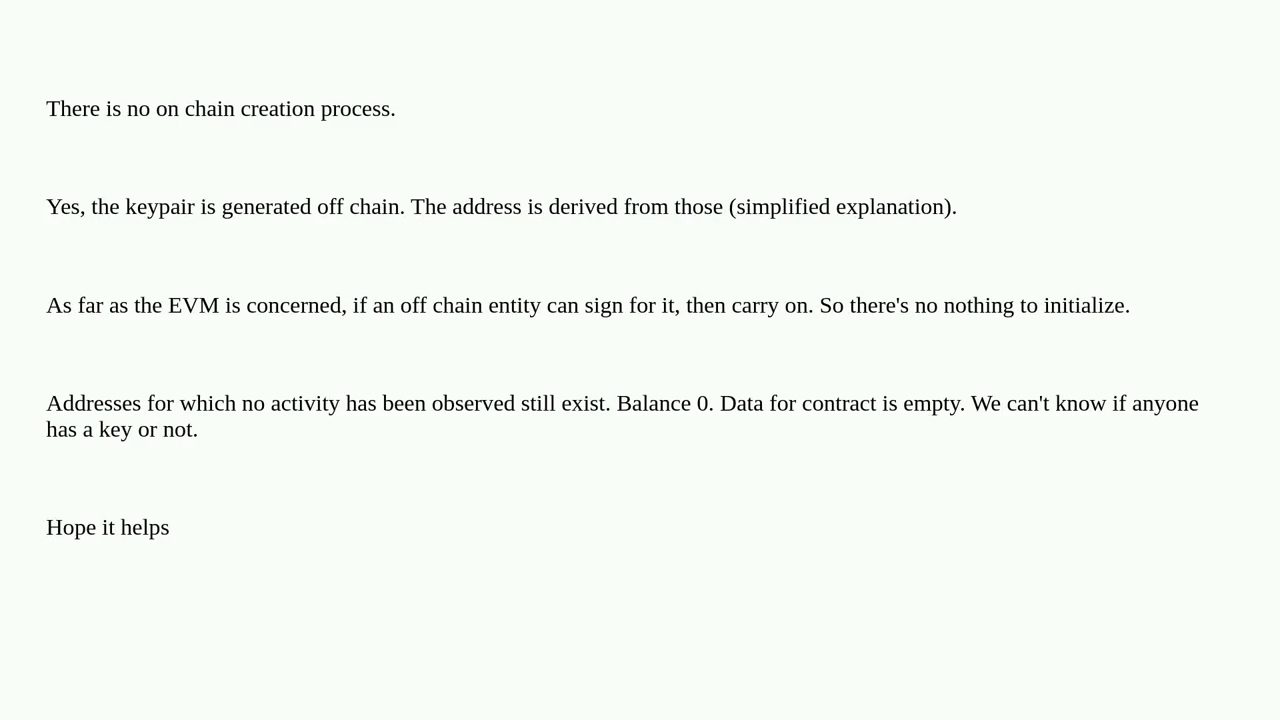 There is no on chain creation process.
Yes, the keypair is generated off chain. The address is derived from those (simplified explanation).
As far as the EVM is concerned, if an off chain entity can sign for it, then carry on. So there's no nothing to initialize.
Addresses for which no activity has been observed still exist. Balance 0. Data for contract is empty. We can't know if anyone
has a key or not.
Hope it helps